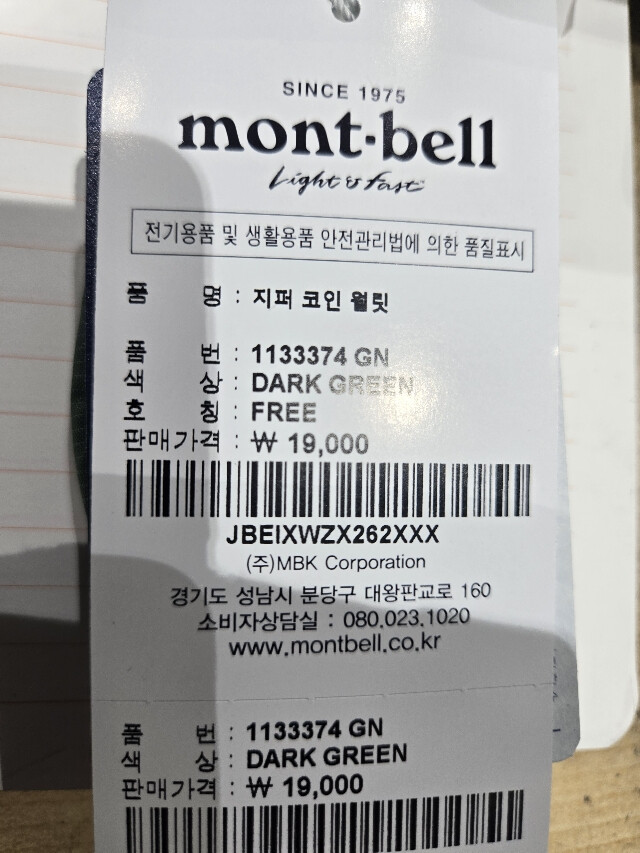 SINCE 1975
mont-bell
Light & Fast
전기용품 및 생활용품 안전관리법에 의한 품질표시
품 명 : 지퍼 코인 월릿
품 번 : 1133374 GN
색 상 : DARK GREEN
호 칭 : FREE
판매가격 : ₩ 19,000
JBEIXWZX262XXX
(주)MBK Corporation
경기도 성남시 분당구 대왕판교로 160
소비자상담실 : 080.023.1020
www.montbell.co.kr
품 번 : 1133374 GN
색 상 : DARK GREEN
판매가격 : ₩ 19,000